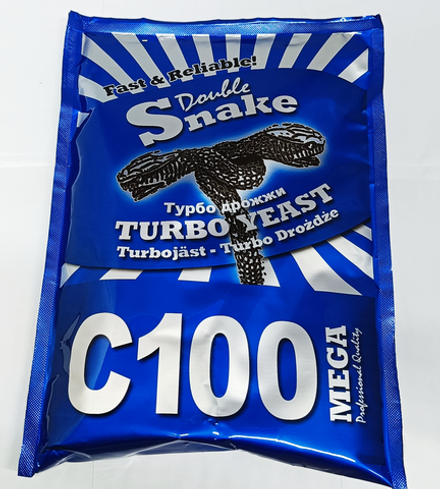 Fast & Reliable!
Double
Snake
Турбо дрожжи
TURBO YEAST
Turbojäst - Turbo Drożdże
C100
MEGA
Professional Quality